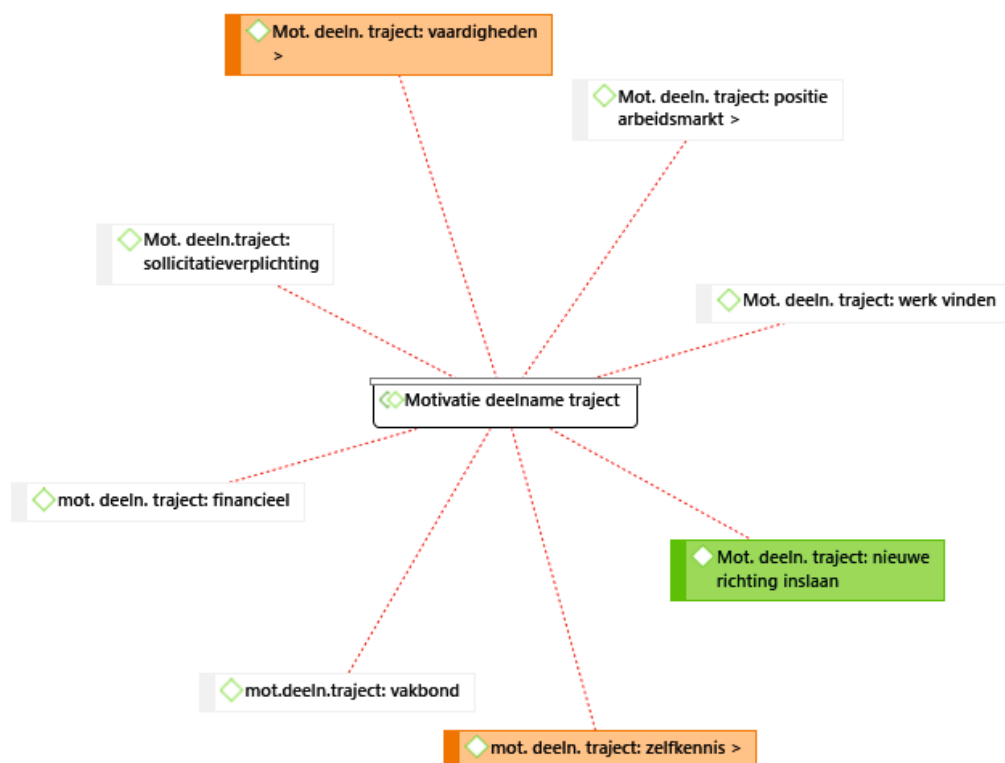 Mot. deeln. traject: vaardigheden
>
Mot. deeln. traject: positie
arbeidsmarkt >
Mot. deeln.traject:
sollicitatieverplichting
Mot. deeln. traject: werk vinden
Motivatie deelname traject
mot. deeln. traject: financieel
Mot. deeln. traject: nieuwe
richting inslaan
mot.deeln.traject: vakbond
mot. deeln. traject: zelfkennis >